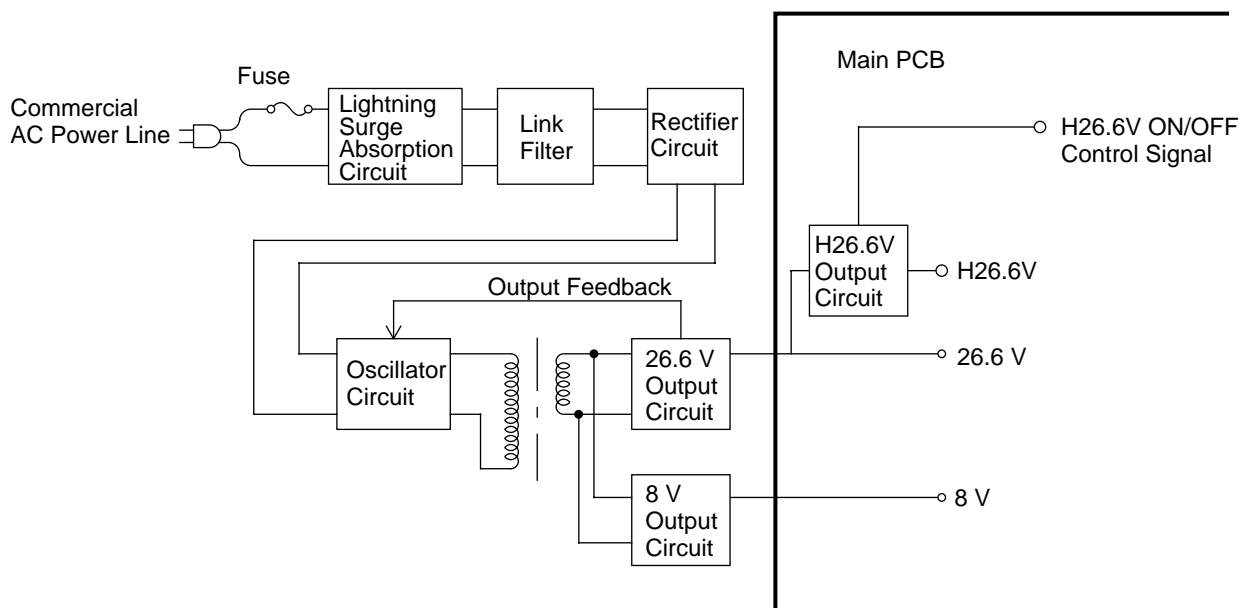 Main PCB
Fuse
Commercial
AC Power Line
Lightning
Surge
Absorption
Circuit
Link
Filter
Rectifier
Circuit
H26.6V ON/OFF
Control Signal
H26.6V
Output
Circuit
H26.6V
Output Feedback
Oscillator
Circuit
26.6 V
Output
Circuit
26.6 V
8 V
Output
Circuit
8 V